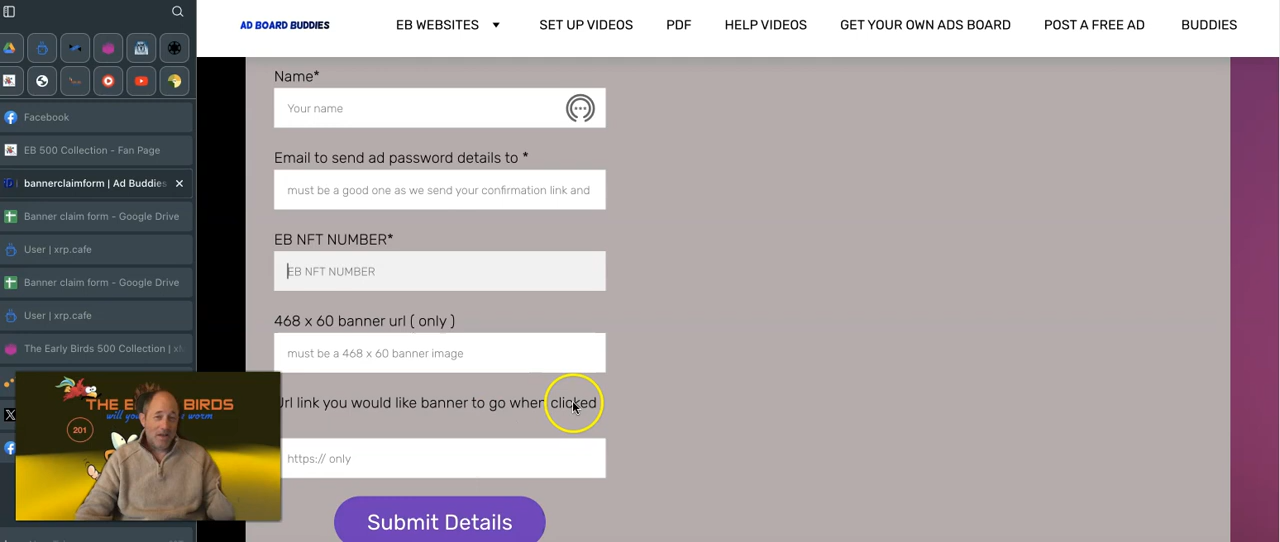 AD BOARD BUDDIES
EB WEBSITES
SET UP VIDEOS
PDF
HELP VIDEOS
GET YOUR OWN ADS BOARD
POST A FREE AD
BUDDIES
Facebook
EB 500 Collection - Fan Page
bannerclaimform | Ad Buddies
Banner claim form - Google Drive
User | xrp.cafe
Banner claim form - Google Drive
User | xrp.cafe
The Early Birds 500 Collection |
Name*
Your name
Email to send ad password details to *
must be a good one as we send your confirmation link and
EB NFT NUMBER*
EB NFT NUMBER
468 x 60 banner url ( only )
must be a 468 x 60 banner image
Url link you would like banner to go when clicked
https:// only
Submit Details
THE BIRDS
will you worm
201